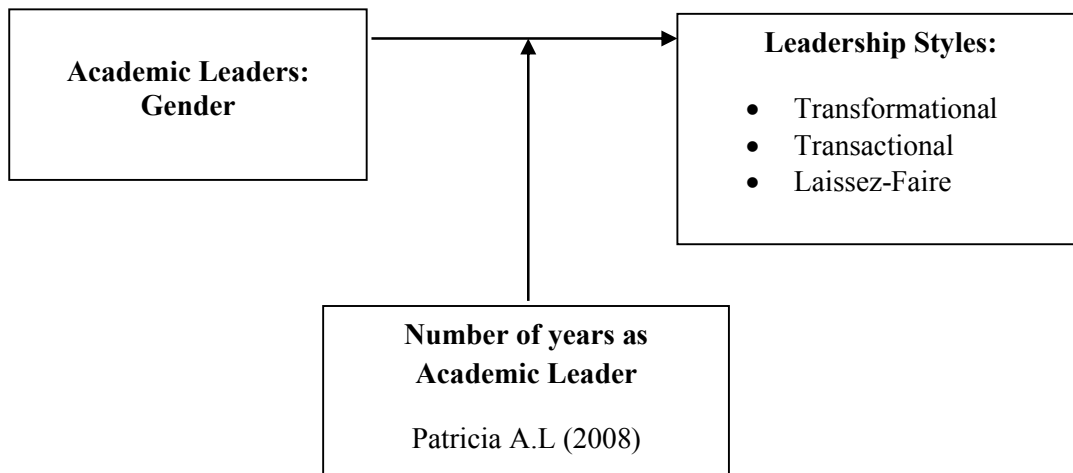 Academic Leaders:
Gender
Leadership Styles:
• Transformational
• Transactional
• Laissez-Faire
Number of years as
Academic Leader
Patricia A.L (2008)